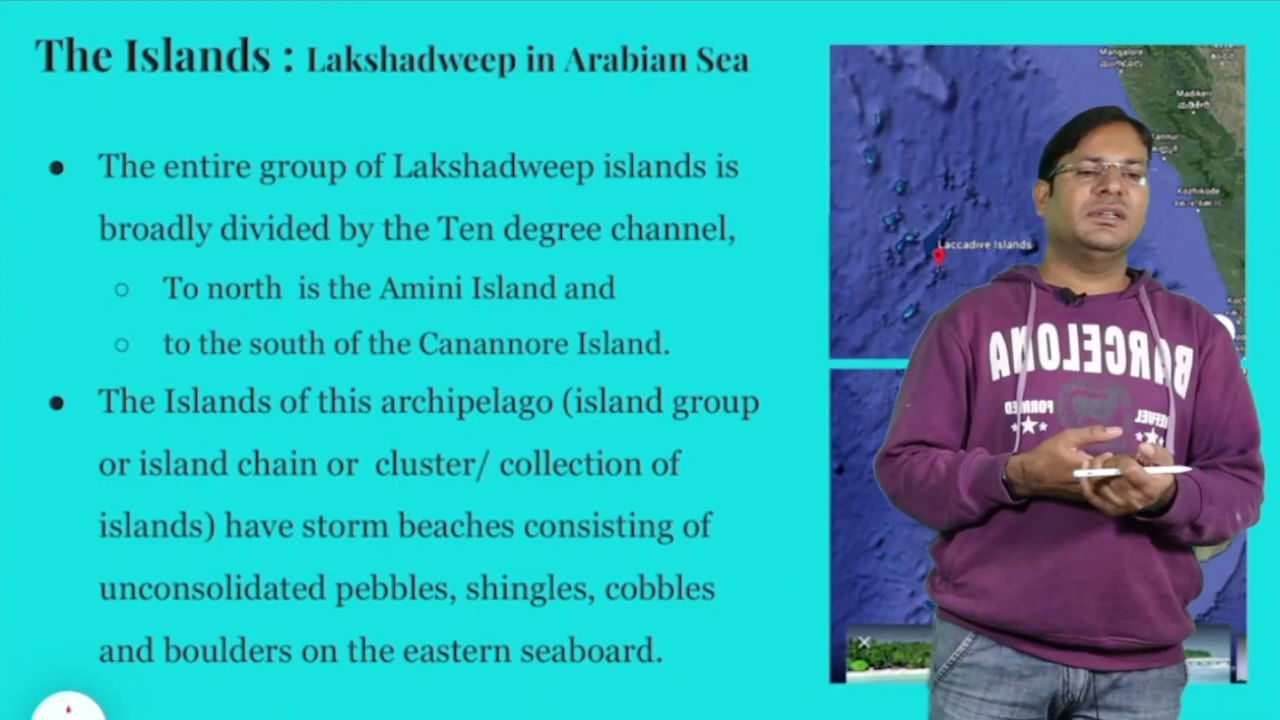 The Islands : Lakshadweep in Arabian Sea
● The entire group of Lakshadweep islands is
broadly divided by the Ten degree channel,
○ To north is the Amini Island and
○ to the south of the Canannore Island.
● The Islands of this archipelago (island group
or island chain or cluster/ collection of
islands) have storm beaches consisting of
unconsolidated pebbles, shingles, cobbles
and boulders on the eastern seaboard.
Mangalore
Madikeri
Kozhikode
Laccadive Islands
BARCELONA
FORMED